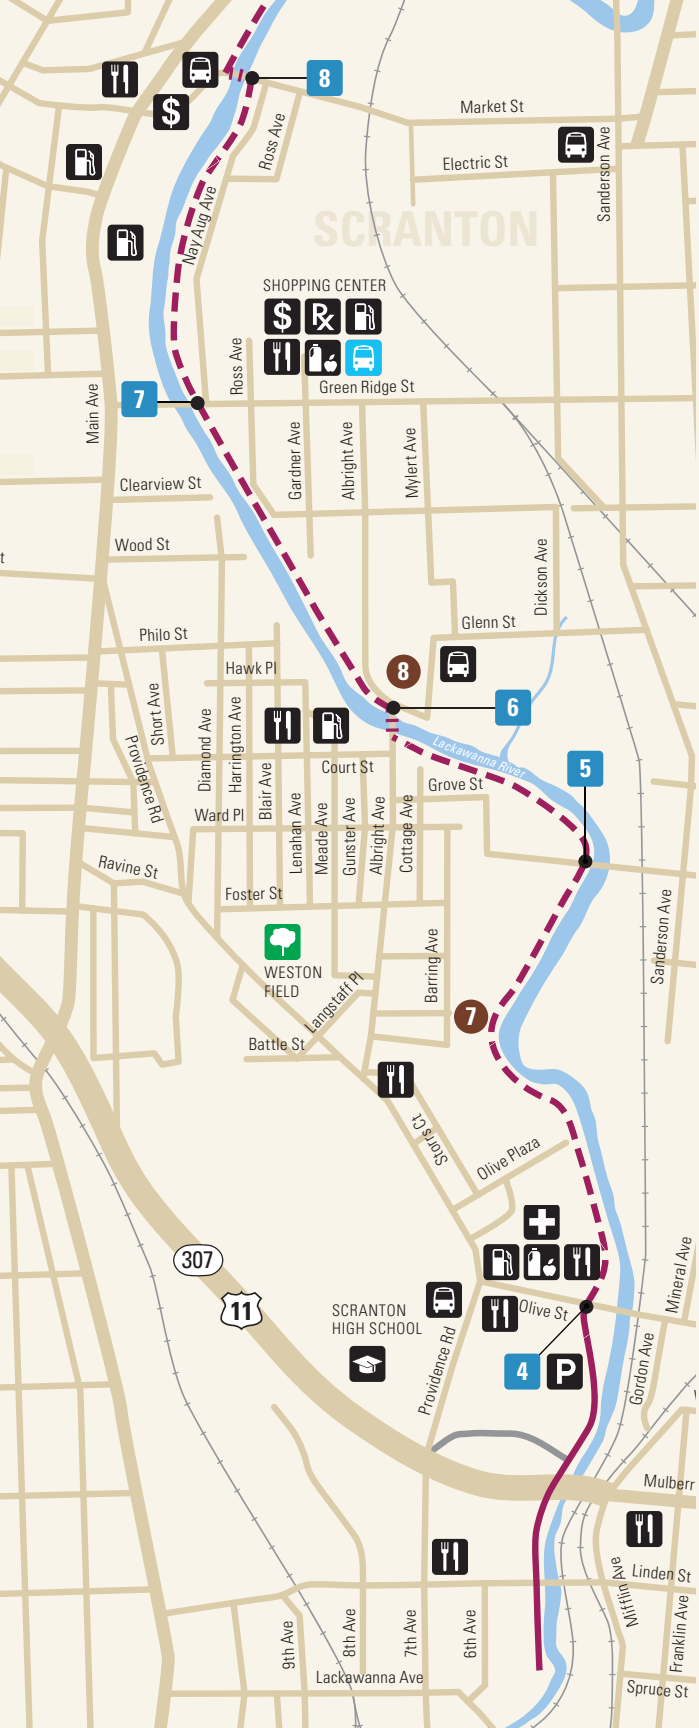 8
$
Market St
Ross Ave
Electric St
Sanderson Ave
Nay Aug Ave
SCRANTON
SHOPPING CENTER
$
Rx
Ross Ave
Green Ridge St
7
Main Ave
Gardner Ave
Albright Ave
Mylert Ave
Clearview St
Wood St
t
Dickson Ave
Glenn St
Philo St
Hawk Pl
8
6
Short Ave
Diamond Ave
Harrington Ave
Lackawanna River
Providence Rd
Blair Ave
Court St
5
Grove St
Lenahan Ave
Meade Ave
Gunster Ave
Albright Ave
Cottage Ave
Ward Pl
Ravine St
Foster St
Sanderson Ave
Barring Ave
WESTON
FIELD
Langstaff Pl
7
Battle St
Storrs Ct
Olive Plaza
307
11
Mineral Ave
SCRANTON
HIGH SCHOOL
Olive St
Providence Rd
Gordon Ave
4
P
Mulberr
Linden St
Mifflin Ave
Franklin Ave
9th Ave
8th Ave
7th Ave
6th Ave
Lackawanna Ave
Spruce St